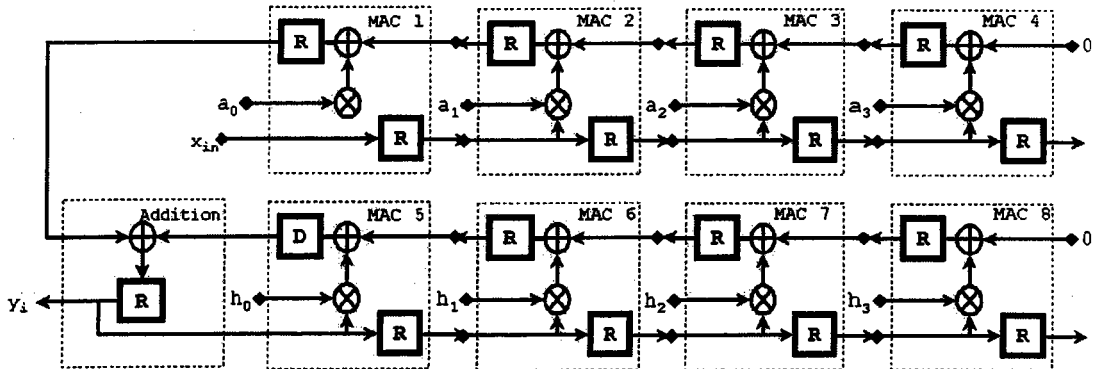 MAC 1 MAC 2 MAC 3 MAC 4
R R R R 0
a0 a1 a2 a3
xin R R R R
Addition MAC 5 MAC 6 MAC 7 MAC 8
D R R R 0
yi R h0 h1 h2 h3
R R R R